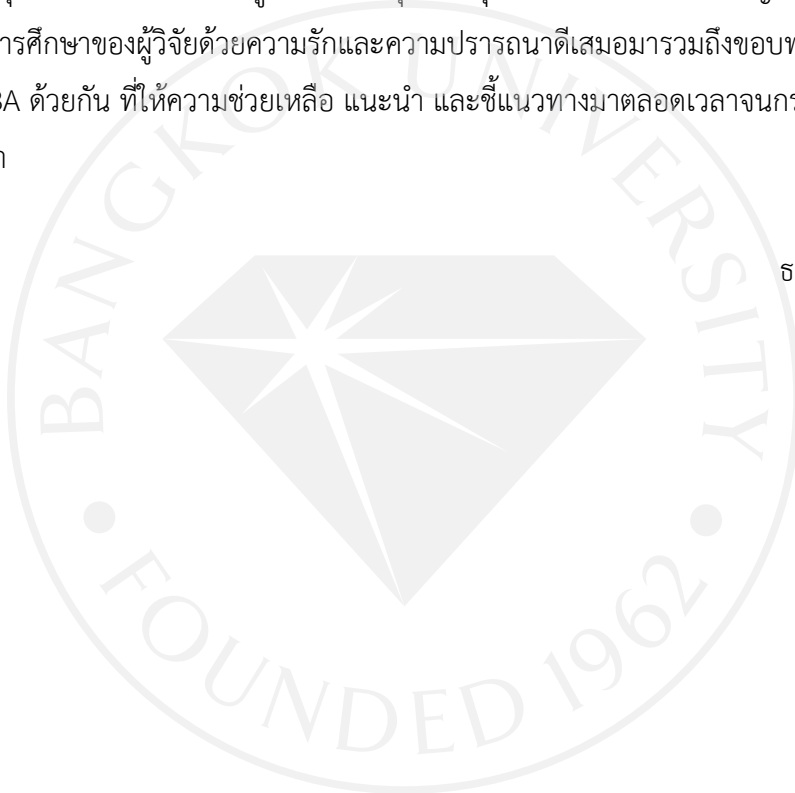 ารศึกษาของผู้วิจัยด้วยความรักและความปรารถนาดีเสมอมารวมถึงขอบพ
BA ด้วยกัน ที่ให้ความช่วยเหลือ แนะนำ และชี้แนวทางมาตลอดเวลาจนกร
ธ
BANGKOK UNIVERSITY
FOUNDED 1962